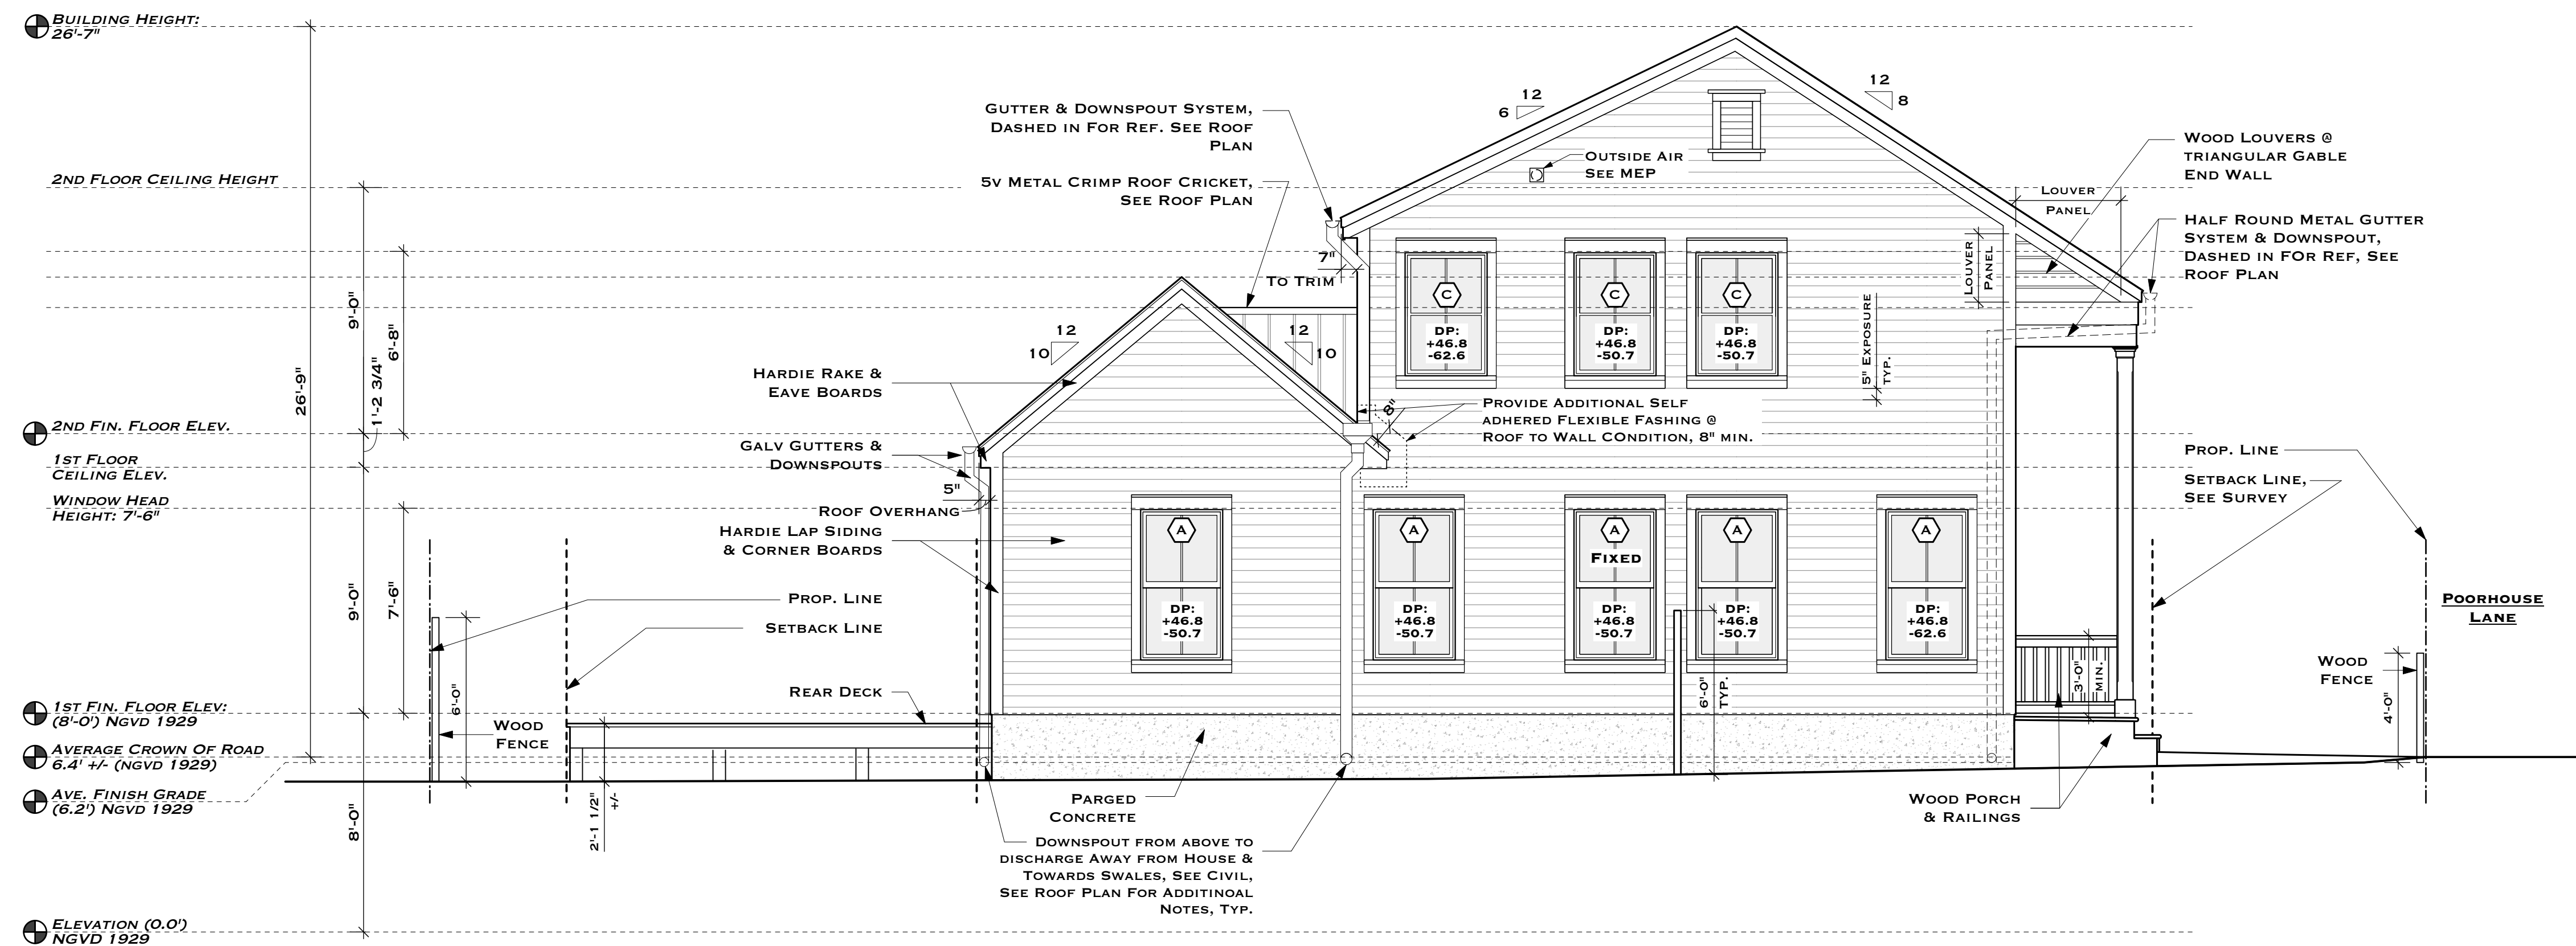 Building Height:
26'-7"
2nd Floor Ceiling Height
2nd Fin. Floor Elev.
1st Floor
Ceiling Elev.
Window Head
Height: 7'-6"
1st Fin. Floor Elev:
(8'-0') NGVD 1929
Average Crown Of Road
6.4' +/- (NGVD 1929)
Ave. Finish Grade
(6.2') NGVD 1929
Elevation (0.0')
NGVD 1929
26'-9"
9'-0"
1'-2 3/4"
6'-8"
9'-0"
7'-6"
8'-0"
6'-0"
Wood
Fence
2'-1 1/2"
+/-
Gutter & Downspout System,
Dashed in For Ref. See Roof
Plan
5v Metal Crimp Roof Cricket,
See Roof Plan
Hardie Rake &
Eave Boards
Galv Gutters &
Downspouts
5"
Roof Overhang
Hardie Lap Siding
& Corner Boards
Prop. Line
Setback Line
Rear Deck
Parged
Concrete
Downspout from above to
discharge Away from House &
Towards Swales, See Civil,
See Roof Plan For Additinoal
Notes, Typ.
12
10
12
10
7"
To Trim
12
6
12
8
Outside Air
See MEP
C
DP:
+46.8
-62.6
C
DP:
+46.8
-50.7
C
DP:
+46.8
-50.7
5" Exposure
Typ.
8"
Provide Additional Self
adhered Flexible Fashing @
Roof to Wall COndition, 8" min.
A
DP:
+46.8
-50.7
A
DP:
+46.8
-50.7
A
Fixed
DP:
+46.8
-50.7
A
DP:
+46.8
-50.7
A
DP:
+46.8
-62.6
6'-0"
Typ.
Louver
Panel
Louver
Panel
Wood Louvers @
triangular Gable
End Wall
Half Round Metal Gutter
System & Downspout,
Dashed in FOr Ref, See
Roof Plan
Prop. Line
Setback Line,
See Survey
3'-0"
Min.
Wood Porch
& Railings
Wood
Fence
4'-0"
Poorhouse
Lane